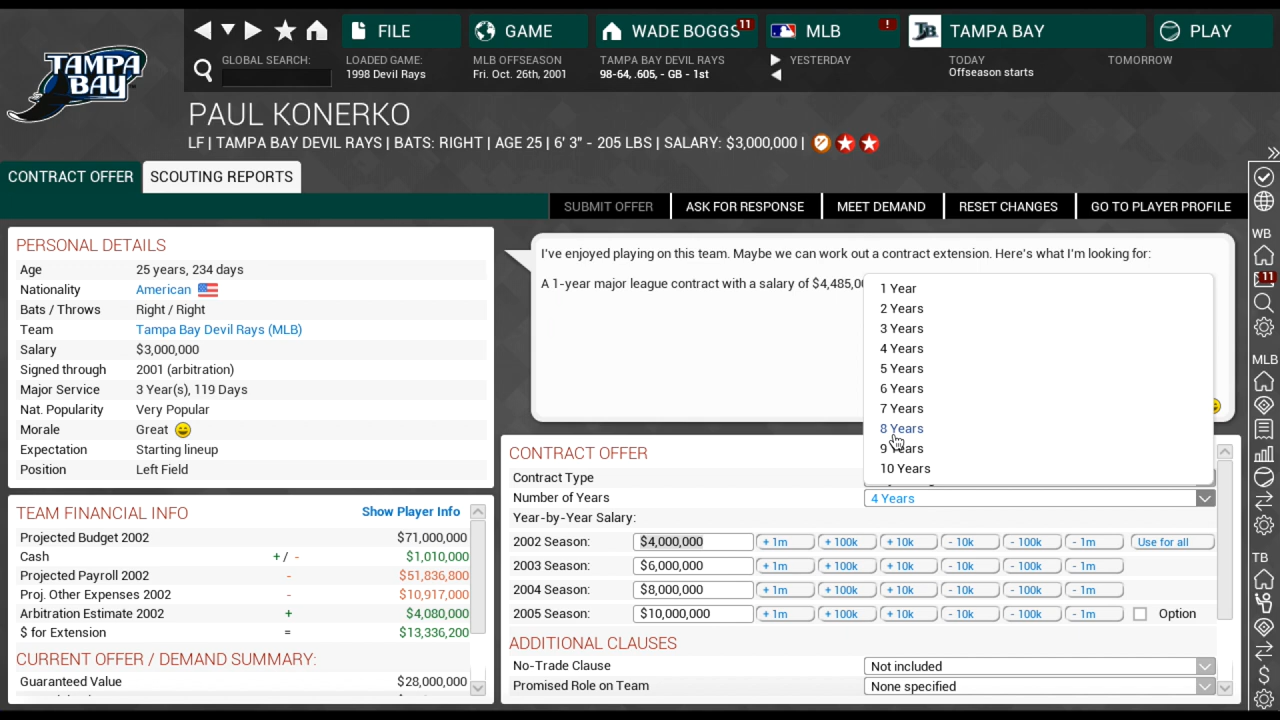 FILE
GAME
WADE BOGGS
11
MLB
!
TAMPA BAY
PLAY
TAMPA
BAY
GLOBAL SEARCH:
LOADED GAME:
1998 Devil Rays
MLB OFFSEASON
Fri. Oct. 26th, 2001
TAMPA BAY DEVIL RAYS
98-64, .605, - GB - 1st
YESTERDAY
TODAY
Offseason starts
TOMORROW
PAUL KONERKO
LF | TAMPA BAY DEVIL RAYS | BATS: RIGHT | AGE 25 | 6' 3" - 205 LBS | SALARY: $3,000,000 |
CONTRACT OFFER
SCOUTING REPORTS
SUBMIT OFFER
ASK FOR RESPONSE
MEET DEMAND
RESET CHANGES
GO TO PLAYER PROFILE
PERSONAL DETAILS
Age 25 years, 234 days
Nationality American
Bats / Throws Right / Right
Team Tampa Bay Devil Rays (MLB)
Salary $3,000,000
Signed through 2001 (arbitration)
Major Service 3 Year(s), 119 Days
Nat. Popularity Very Popular
Morale Great
Expectation Starting lineup
Position Left Field
TEAM FINANCIAL INFO Show Player Info
Projected Budget 2002 $71,000,000
Cash + / - $1,010,000
Projected Payroll 2002 - $51,836,800
Proj. Other Expenses 2002 - $10,917,000
Arbitration Estimate 2002 + $4,080,000
$ for Extension = $13,336,200
CURRENT OFFER / DEMAND SUMMARY:
Guaranteed Value $28,000,000
I've enjoyed playing on this team. Maybe we can work out a contract extension. Here's what I'm looking for:
A 1-year major league contract with a salary of $4,485,00
1 Year
2 Years
3 Years
4 Years
5 Years
6 Years
7 Years
8 Years
9 Years
10 Years
CONTRACT OFFER
Contract Type
Number of Years 4 Years
Year-by-Year Salary:
2002 Season: $4,000,000 + 1m + 100k + 10k - 10k - 100k - 1m Use for all
2003 Season: $6,000,000 + 1m + 100k + 10k - 10k - 100k - 1m
2004 Season: $8,000,000 + 1m + 100k + 10k - 10k - 100k - 1m
2005 Season: $10,000,000 + 1m + 100k + 10k - 10k - 100k - 1m Option
ADDITIONAL CLAUSES
No-Trade Clause Not included
Promised Role on Team None specified
WB
11
MLB
TB
$